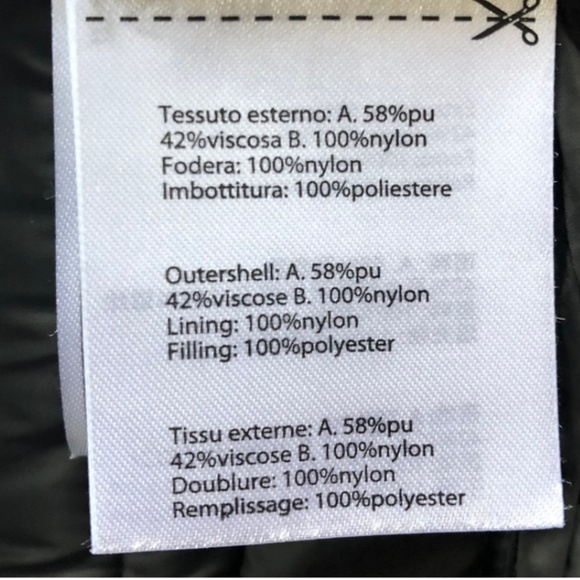 Tessuto esterno: A. 58%pu
42%viscosa B. 100%nylon
Fodera: 100%nylon
Imbottitura: 100%poliestere
Outershell: A. 58%pu
42%viscose B. 100%nylon
Lining: 100%nylon
Filling: 100%polyester
Tissu externe: A. 58%pu
42%viscose B. 100%nylon
Doublure: 100%nylon
Remplissage: 100%polyester